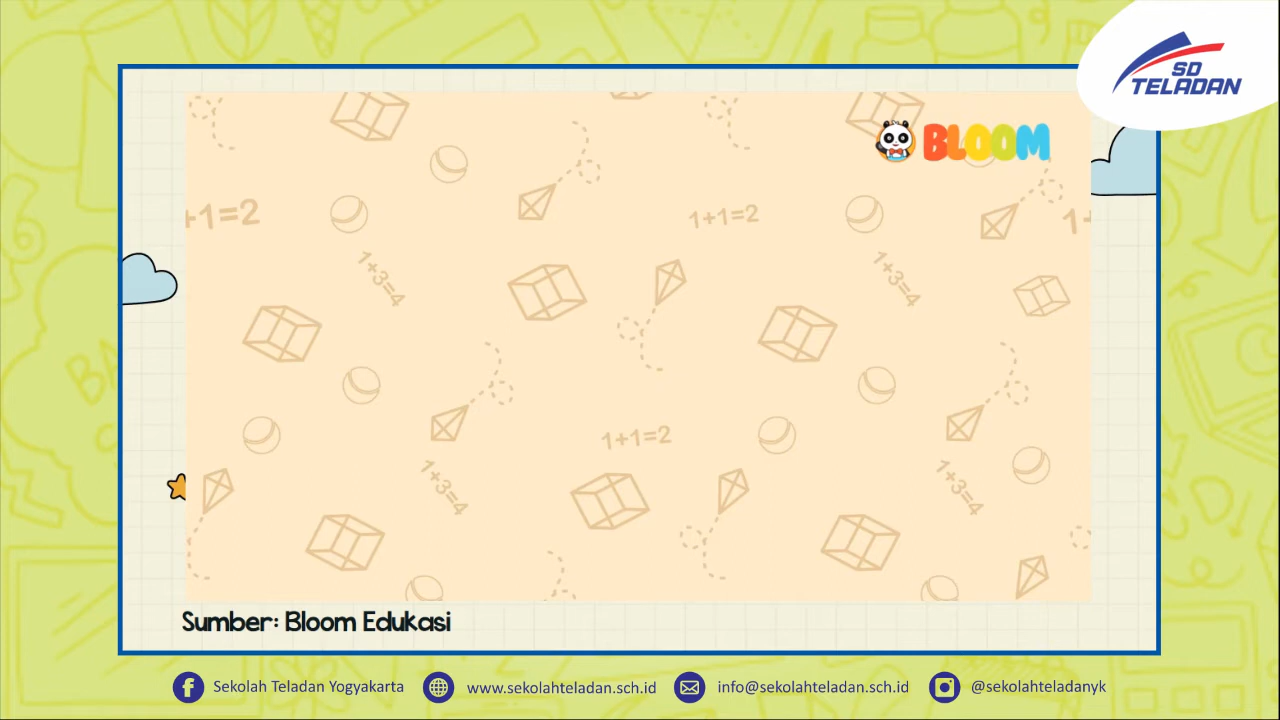 SD
TELADAN
BLOOM
+1=2
1+1=2
1+
1+3=4
1+3=4
1+1=2
1+3=4
1+3=4
Sumber: Bloom Edukasi
Sekolah Teladan Yogyakarta
www.sekolahteladan.sch.id
info@sekolahteladan.sch.id
@sekolahteladanyk